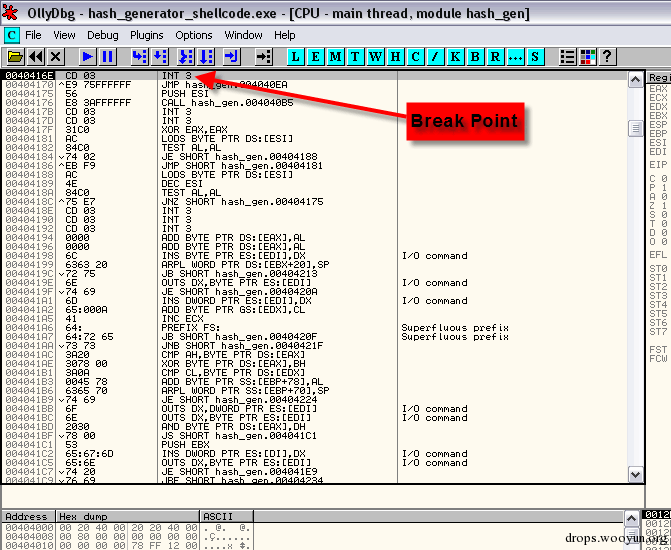 OllyDbg - hash_generator_shellcode.exe - [CPU - main thread, module hash_gen]
C File View Debug Plugins Options Window Help
L E M T W H C / K B R ... S ?
0040416E CD 03 INT 3
00404170 ^E9 75FFFFFF JMP hash_gen.004040EA
00404175 56 PUSH ESI
00404176 E8 3AFFFFFF CALL hash_gen.004040B5
0040417B CD 03 INT 3
0040417D CD 03 INT 3
0040417F 31C0 XOR EAX,EAX
00404181 AC LODS BYTE PTR DS:[ESI]
00404182 84C0 TEST AL,AL
00404184 74 02 JE SHORT hash_gen.00404188
00404186 ^EB F9 JMP SHORT hash_gen.00404181
00404188 AC LODS BYTE PTR DS:[ESI]
00404189 4E DEC ESI
0040418A 84C0 TEST AL,AL
0040418C ^75 E7 JNZ SHORT hash_gen.00404175
0040418E CD 03 INT 3
00404190 CD 03 INT 3
00404192 CD 03 INT 3
00404194 0000 ADD BYTE PTR DS:[EAX],AL
00404196 0000 ADD BYTE PTR DS:[EAX],AL
00404198 6C INS BYTE PTR ES:[EDI],DX I/O command
00404199 6363 20 ARPL WORD PTR DS:[EBX+20],SP
0040419C 72 75 JB SHORT hash_gen.00404213
0040419E 6E OUTS DX,BYTE PTR ES:[EDI] I/O command
0040419F 74 69 JE SHORT hash_gen.0040420A
004041A1 6D INS DWORD PTR ES:[EDI],DX I/O command
004041A2 65:000A ADD BYTE PTR GS:[EDX],CL
004041A5 41 INC ECX
004041A6 64: PREFIX FS: Superfluous prefix
004041A7 64:72 65 JB SHORT hash_gen.0040420F Superfluous prefix
004041AA 73 73 JNB SHORT hash_gen.0040421F
004041AC 3A20 CMP AH,BYTE PTR DS:[EAX]
004041AE 3078 00 XOR BYTE PTR DS:[EAX],BH
004041B1 3A0A CMP CL,BYTE PTR DS:[EDX]
004041B3 0045 78 ADD BYTE PTR SS:[EBP+78],AL
004041B6 6365 70 ARPL WORD PTR SS:[EBP+70],SP
004041B9 74 69 JE SHORT hash_gen.00404224
004041BB 6F OUTS DX,DWORD PTR ES:[EDI] I/O command
004041BC 6E OUTS DX,BYTE PTR ES:[EDI] I/O command
004041BD 2030 AND BYTE PTR DS:[EAX],DH
004041BF 78 00 JS SHORT hash_gen.004041C1
004041C1 53 PUSH EBX
004041C2 65:67:6D INS DWORD PTR ES:[DI],DX I/O command
004041C5 65:6E OUTS DX,BYTE PTR ES:[EDI] I/O command
004041C7 74 20 JE SHORT hash_gen.004041E9
004041C9 76 69 JBE SHORT hash_gen.00404234
Break Point
Regi
EAX
ECX
EDX
EBX
ESP
EBP
ESI
EDI
EIP
C 0
P 1
A 0
Z 1
S 0
T 0
D 0
O 0
EFL
ST0
ST1
ST2
ST3
ST4
ST5
ST6
ST7
FST
FCW
Address Hex dump ASCII
00404000 00 20 40 00 20 20 40 00 . @.  @.
00404008 00 80 00 00 00 00 00 00
00404010 00 00 00 00 78 FF 12 00
0012
drops.wooyun.org